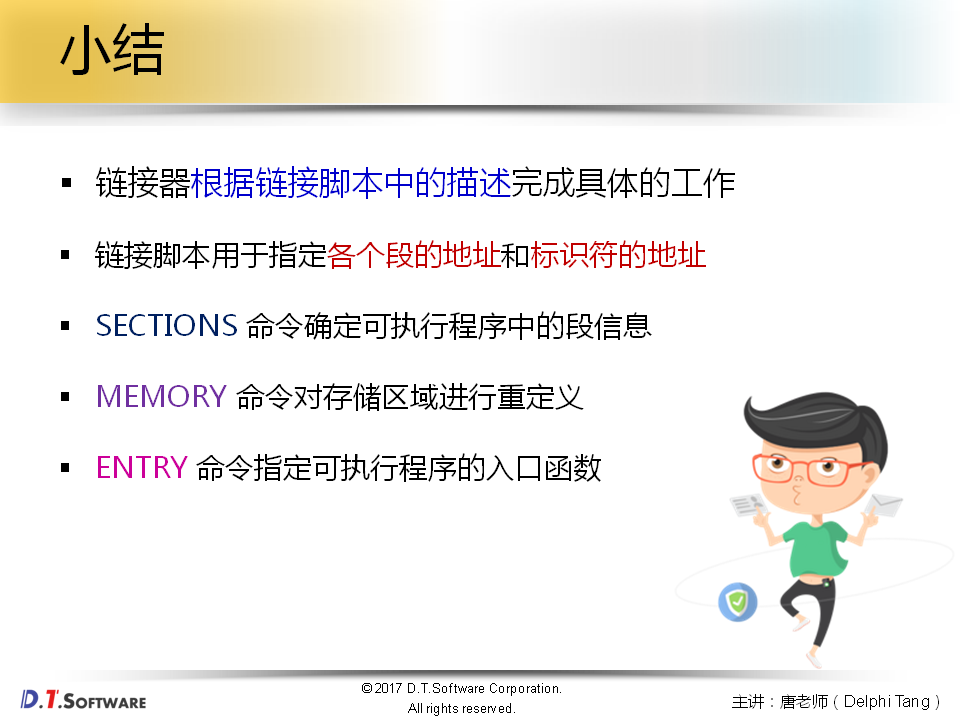 小结
▪ 链接器根据链接脚本中的描述完成具体的工作
▪ 链接脚本用于指定各个段的地址和标识符的地址
▪ SECTIONS 命令确定可执行程序中的段信息
▪ MEMORY 命令对存储区域进行重定义
▪ ENTRY 命令指定可执行程序的入口函数
D.T.SOFTWARE
©2017 D.T.Software Corporation.
All rights reserved.
主讲：唐老师（Delphi Tang）